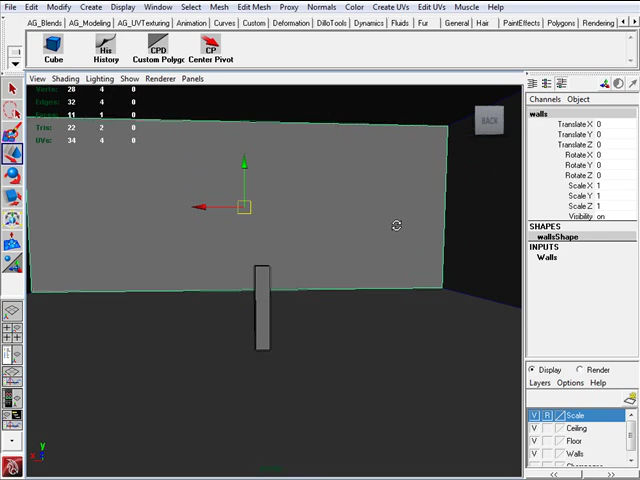 File Edit Modify Create Display Window Select Mesh Edit Mesh Proxy Normals Color Create UVs Edit UVs Muscle Help
AG_Blends AG_Modeling AG_UVTexturing Animation Curves Custom Deformation DilloTools Dynamics Fluids Fur General Hair PaintEffects Polygons Rendering
His CPD CP
Cube History Custom Polygc Center Pivot
View Shading Lighting Show Renderer Panels
Verts: 28 4 0
Edges: 32 4 0
Faces: 11 1 0
Tris: 22 2 0
UVs: 34 4 0
BACK
y
x
Channels Object
walls
Translate X 0
Translate Y 0
Translate Z 0
Rotate X 0
Rotate Y 0
Rotate Z 0
Scale X 1
Scale Y 1
Scale Z 1
Visibility on
SHAPES
wallsShape
INPUTS
Walls
Display Render
Layers Options Help
V R Scale
V Ceiling
V Floor
V Walls
<< >>